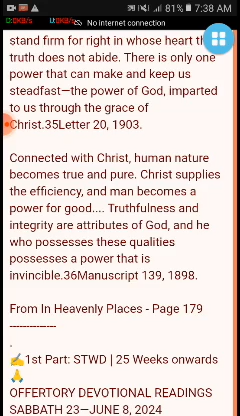 0:0KB/s U:0KB/s 81% 7:38 AM
No internet connection
stand firm for right in whose heart
truth does not abide. There is only one
power that can make and keep us
steadfast—the power of God, imparted
to us through the grace of
Christ.35Letter 20, 1903.
Connected with Christ, human nature
becomes true and pure. Christ supplies
the efficiency, and man becomes a
power for good.... Truthfulness and
integrity are attributes of God, and he
who possesses these qualities
possesses a power that is
invincible.36Manuscript 139, 1898.
From In Heavenly Places - Page 179
---------------
.
✍️1st Part: STWD | 25 Weeks onwards
🙏
OFFERTORY DEVOTIONAL READINGS
SABBATH 23—JUNE 8, 2024